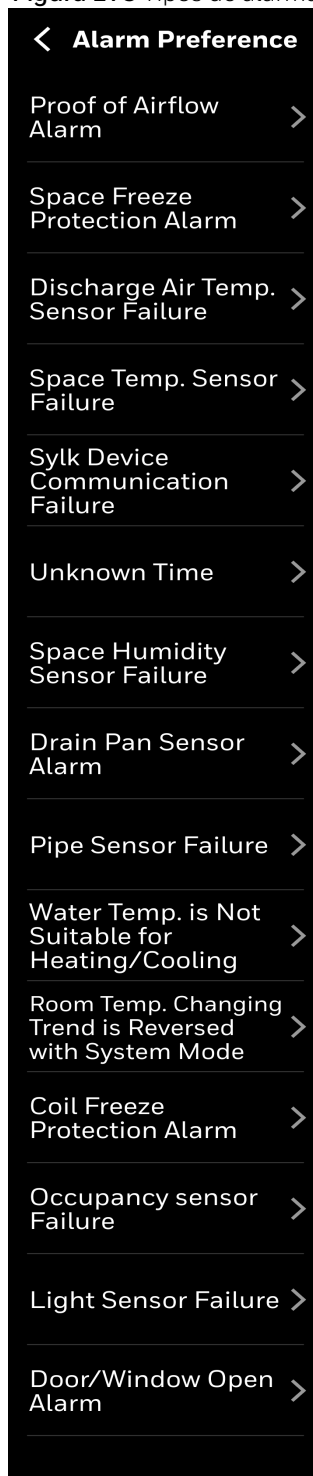 Alarm Preference
Proof of Airflow
Alarm
Space Freeze
Protection Alarm
Discharge Air Temp.
Sensor Failure
Space Temp. Sensor
Failure
Sylk Device
Communication
Failure
Unknown Time
Space Humidity
Sensor Failure
Drain Pan Sensor
Alarm
Pipe Sensor Failure
Water Temp. is Not
Suitable for
Heating/Cooling
Room Temp. Changing
Trend is Reversed
with System Mode
Coil Freeze
Protection Alarm
Occupancy sensor
Failure
Light Sensor Failure
Door/Window Open
Alarm